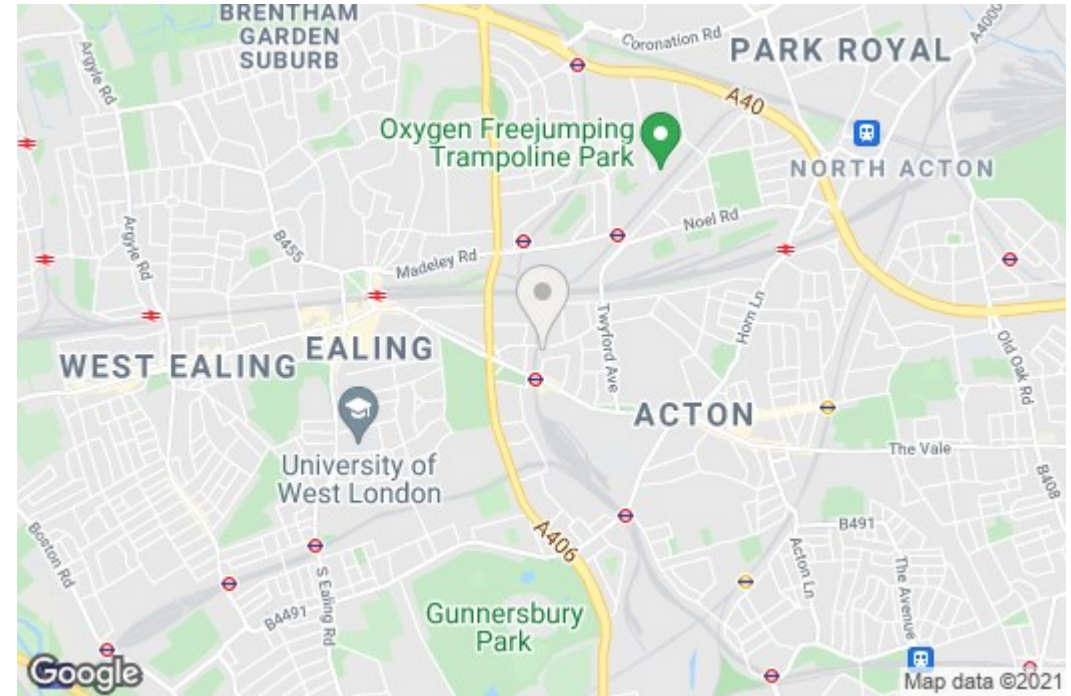 BRENTHAM
GARDEN
SUBURB
Coronation Rd
PARK ROYAL
A4000
Argyle Rd
A40
Oxygen Freejumping
Trampoline Park
NORTH ACTON
Noel Rd
Argyle Rd
B455
Madeley Rd
Twyford Ave
Horn Ln
Old Oak Rd
WEST EALING
EALING
ACTON
The Vale
University of
West London
B408
Boston Rd
A406
B491
Acton Ln
The Avenue
S Ealing Rd
B4491
Gunnersbury
Park
Google
Map data ©2021